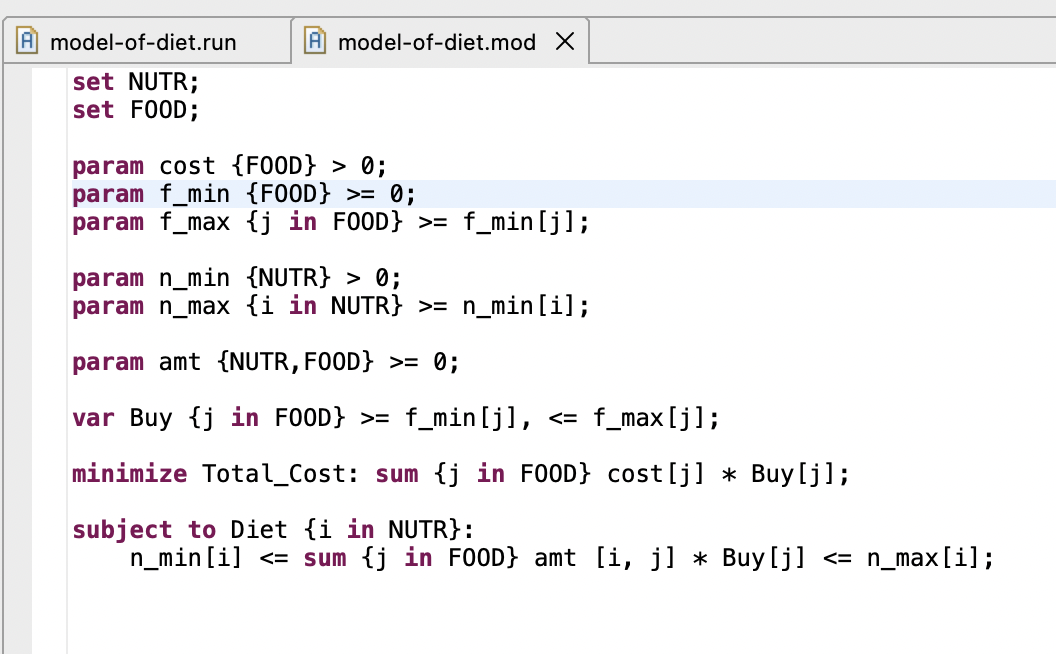 model-of-diet.run model-of-diet.mod
set NUTR;
set FOOD;
param cost {FOOD} > 0;
param f_min {FOOD} >= 0;
param f_max {j in FOOD} >= f_min[j];
param n_min {NUTR} > 0;
param n_max {i in NUTR} >= n_min[i];
param amt {NUTR,FOOD} >= 0;
var Buy {j in FOOD} >= f_min[j], <= f_max[j];
minimize Total_Cost: sum {j in FOOD} cost[j] * Buy[j];
subject to Diet {i in NUTR}:
n_min[i] <= sum {j in FOOD} amt [i, j] * Buy[j] <= n_max[i];